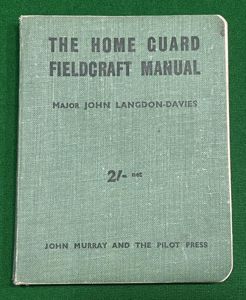 THE HOME GUARD
FIELDCRAFT MANUAL
MAJOR JOHN LANGDON-DAVIES
2/- net
JOHN MURRAY AND THE PILOT PRESS